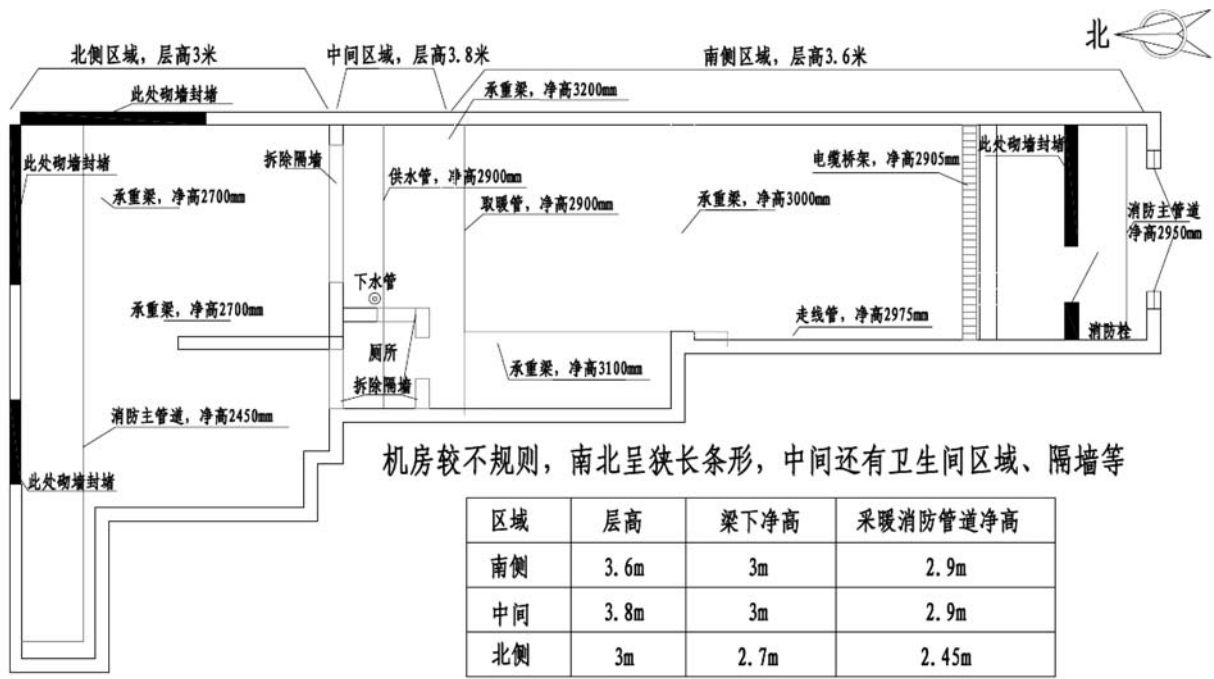 北
北侧区域，层高3米
中间区域，层高3.8米
南侧区域，层高3.6米
此处砌墙封堵
承重梁，净高3200mm
此处砌墙封堵
拆除隔墙
供水管，净高2900mm
电缆桥架，净高2905mm
此处砌墙封堵
承重梁，净高2700mm
取暖管，净高2900mm
承重梁，净高3000mm
消防主管道
净高2950mm
下水管
承重梁，净高2700mm
走线管，净高2975mm
消防栓
厕所
承重梁，净高3100mm
拆除隔墙
消防主管道，净高2450mm
此处砌墙封堵
机房较不规则，南北呈狭长条形，中间还有卫生间区域、隔墙等
区域 层高 梁下净高 采暖消防管道净高
南侧 3.6m 3m 2.9m
中间 3.8m 3m 2.9m
北侧 3m 2.7m 2.45m